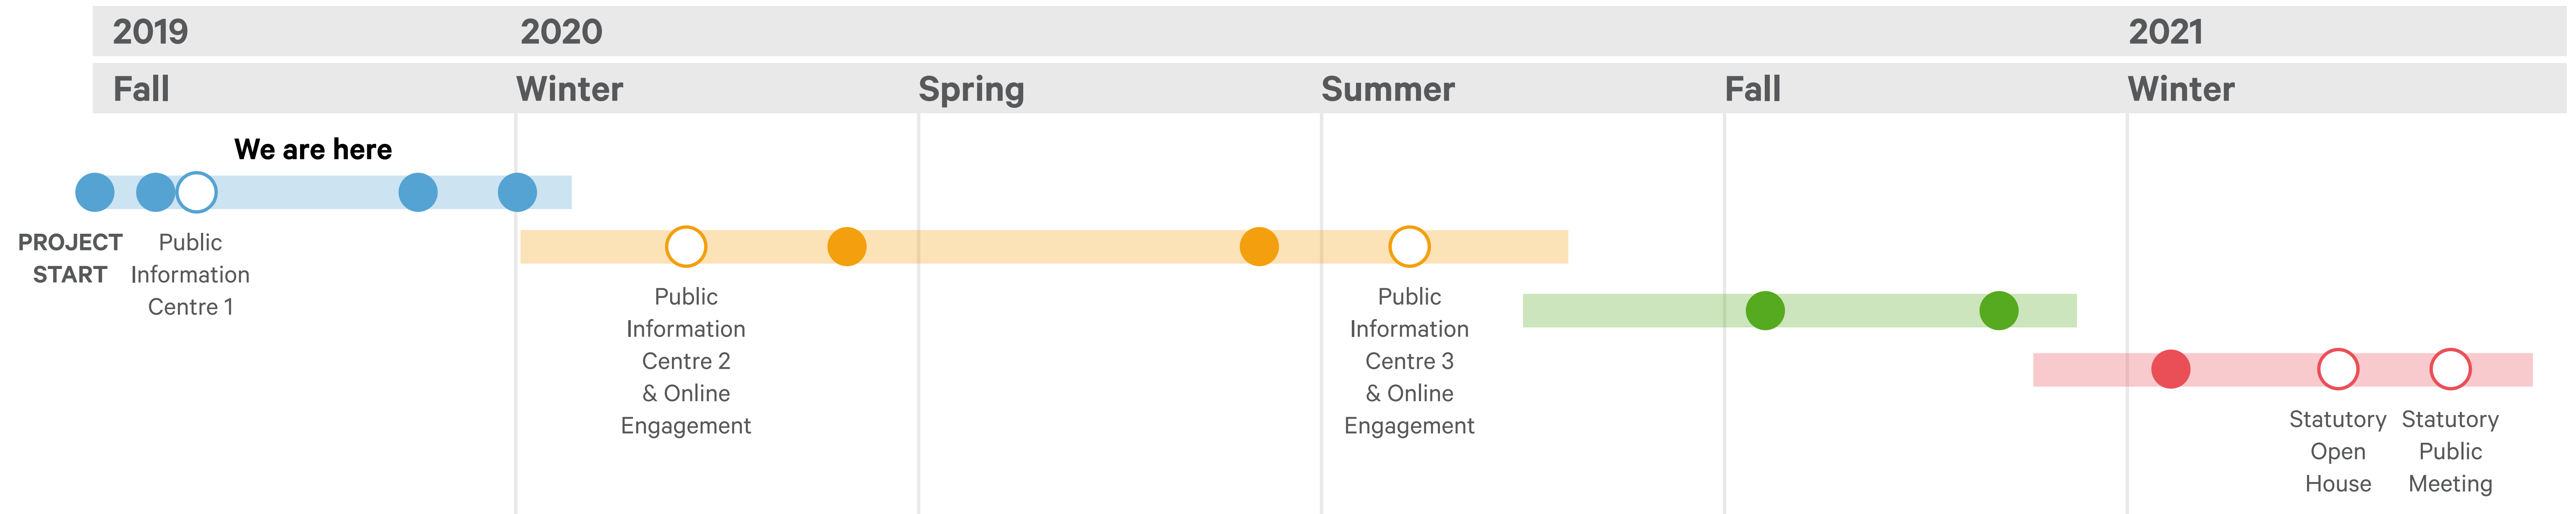 2019 2020 2021
Fall Winter Spring Summer Fall Winter
We are here
PROJECT
START
Public
Information
Centre 1
Public
Information
Centre 2
& Online
Engagement
Public
Information
Centre 3
& Online
Engagement
Statutory
Open
House
Statutory
Public
Meeting